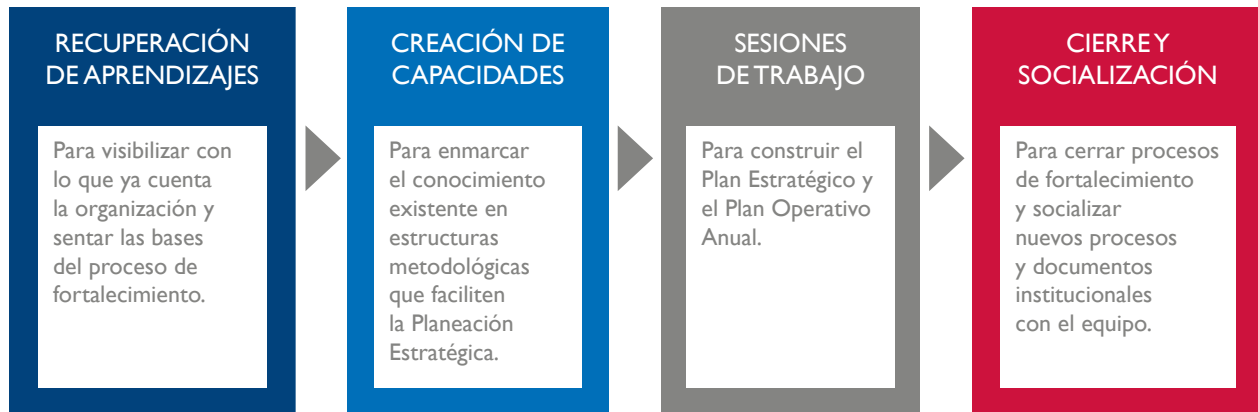 RECUPERACIÓN
DE APRENDIZAJES
Para visibilizar con
lo que ya cuenta
la organización y
sentar las bases
del proceso de
fortalecimiento.
CREACIÓN DE
CAPACIDADES
Para enmarcar
el conocimiento
existente en
estructuras
metodológicas
que faciliten
la Planeación
Estratégica.
SESIONES
DE TRABAJO
Para construir el
Plan Estratégico y
el Plan Operativo
Anual.
CIERRE Y
SOCIALIZACIÓN
Para cerrar procesos
de fortalecimiento
y socializar
nuevos procesos
y documentos
institucionales
con el equipo.